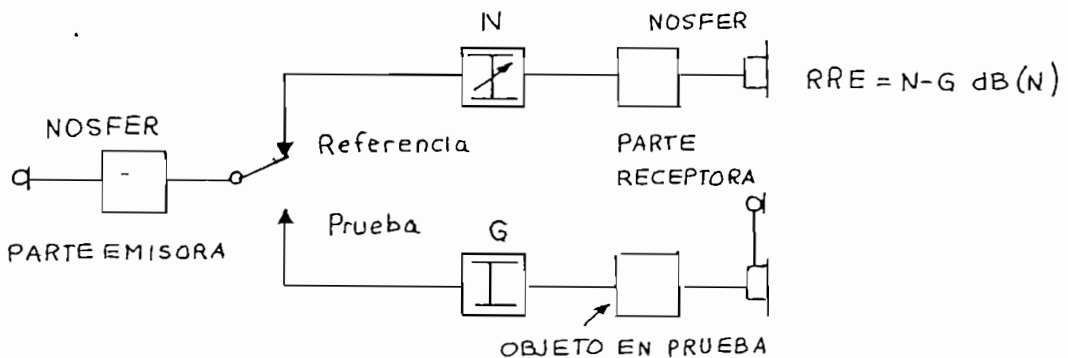 N
NOSFER
RRE = N-G dB(N)
NOSFER
Referencia
PARTE
RECEPTORA
Prueba
PARTE EMISORA
G
OBJETO EN PRUEBA